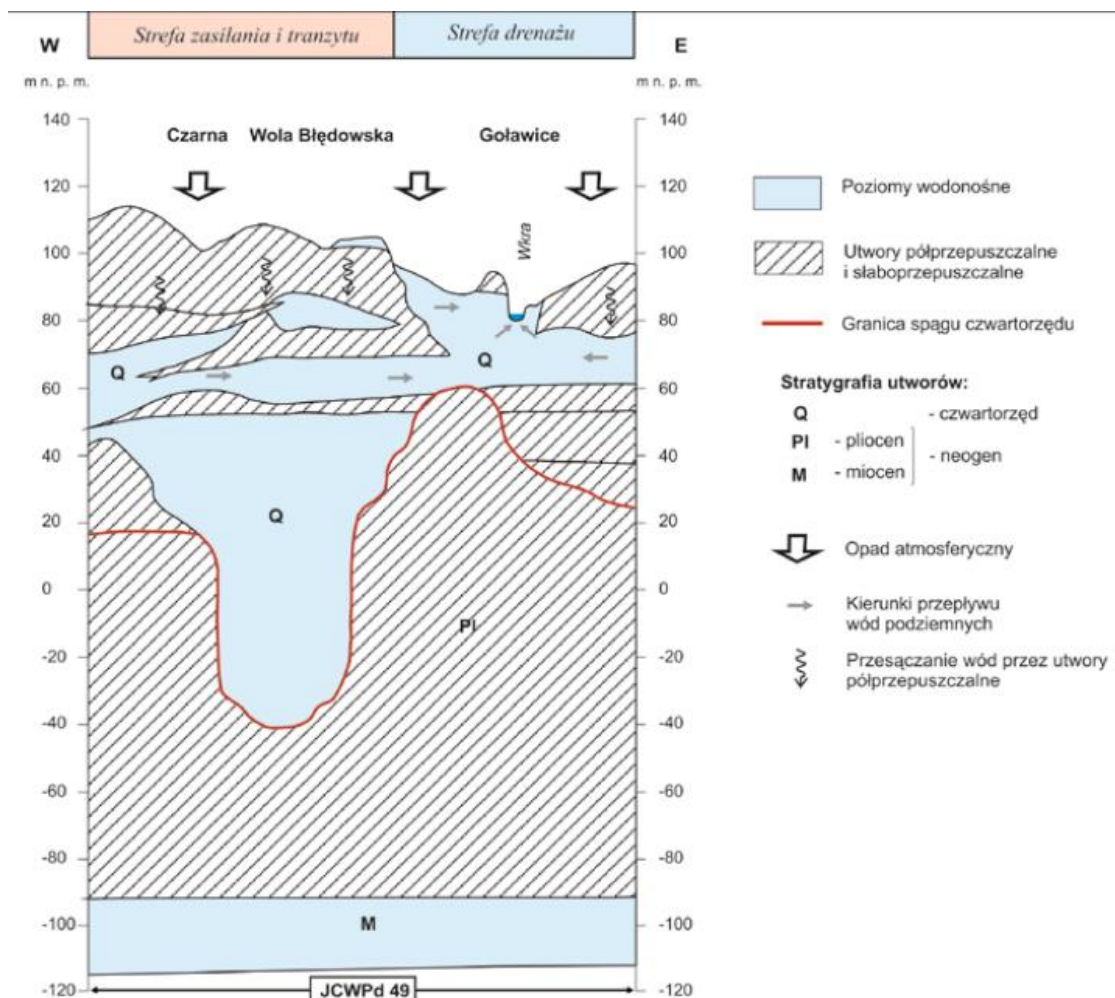 Strefa zasilania i tranzytu
Strefa drenażu
W
E
m n. p. m.
m n. p. m.
140
120
100
80
60
40
20
0
-20
-40
-60
-80
-100
-120
140
120
100
80
60
40
20
0
-20
-40
-60
-80
-100
-120
Czarna
Wola Błędowska
Goławice
Wkra
Q
Q
Q
Pl
M
JCWPd 49
Poziomy wodonośne
Utwory półprzepuszczalne
i słaboprzepuszczalne
Granica spągu czwartorzędu
Stratygrafia utworów:
Q - czwartorzęd
Pl - pliocen
M - miocen
- neogen
Opad atmosferyczny
Kierunki przepływu
wód podziemnych
Przesączanie wód przez utwory
półprzepuszczalne